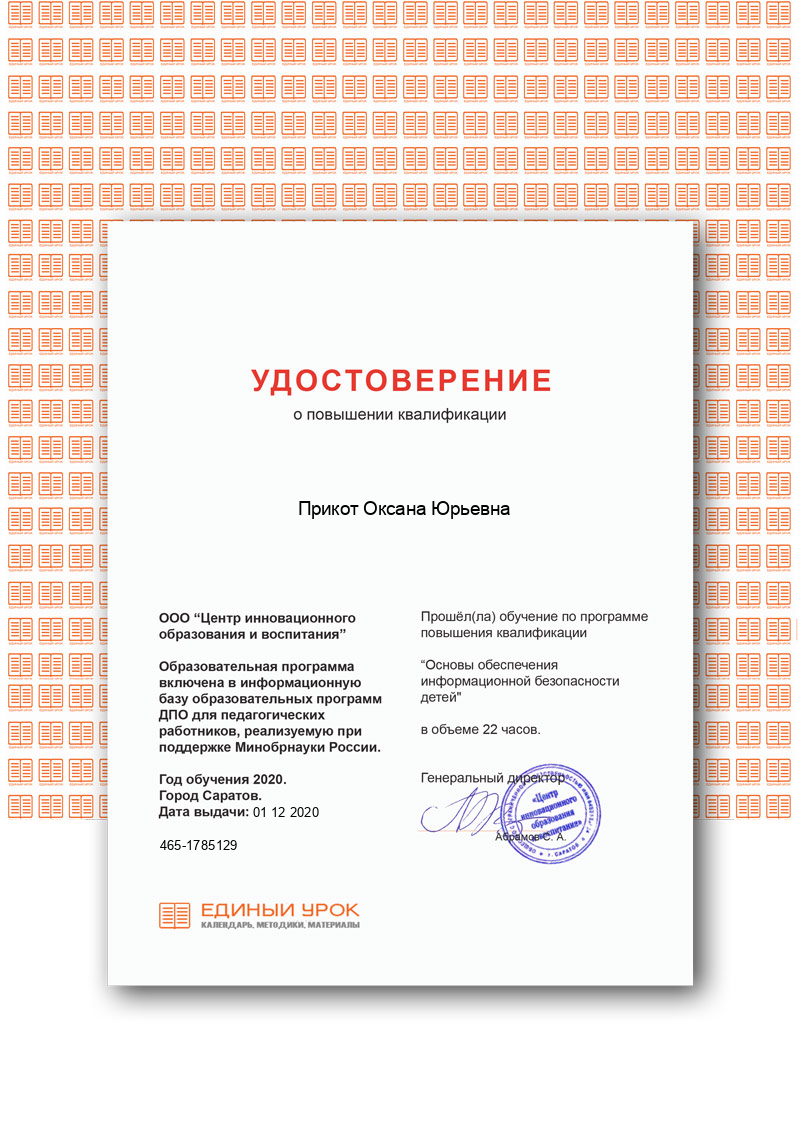 УДОСТОВЕРЕНИЕ
о повышении квалификации
Прикот Оксана Юрьевна
ООО “Центр инновационного
образования и воспитания”
Образовательная программа
включена в информационную
базу образовательных программ
ДПО для педагогических
работников, реализуемую при
поддержке Минобрнауки России.
Год обучения 2020.
Город Саратов.
Дата выдачи: 01 12 2020
465-1785129
Прошёл(ла) обучение по программе
повышения квалификации
“Основы обеспечения
информационной безопасности
детей"
в объеме 22 часов.
Генеральный директор
«Центр
инновационного
образования
и воспитания»
г. САРАТОВ
Абрамов С. А.
ЕДИНЫЙ УРОК
КАЛЕНДАРЬ, МЕТОДИКИ, МАТЕРИАЛЫ